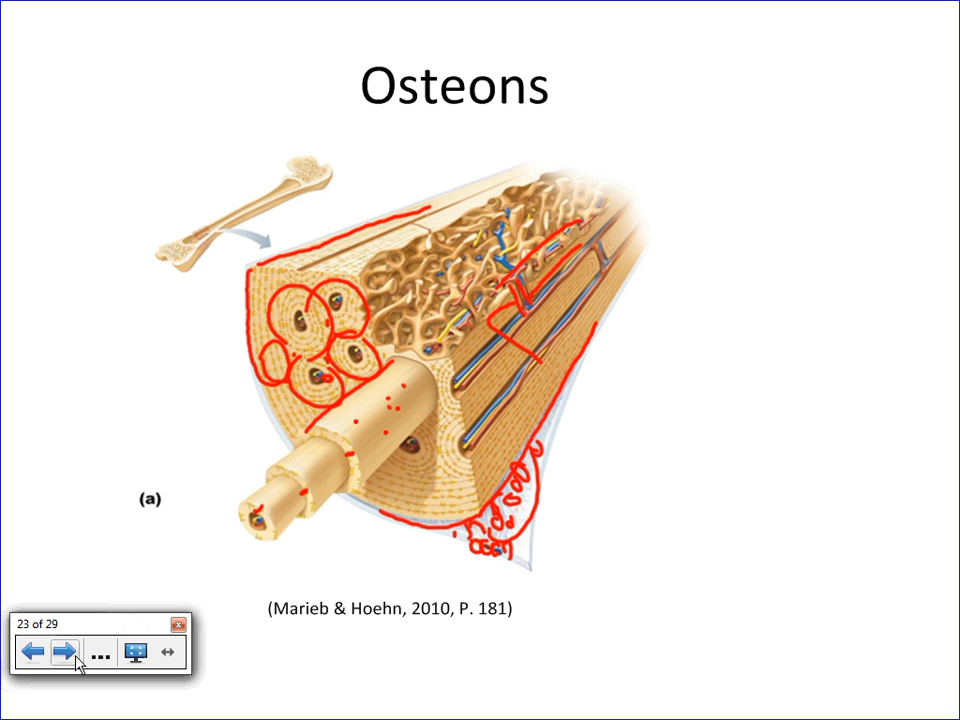 Osteons
(a)
(Marieb & Hoehn, 2010, P. 181)
23 of 29
...